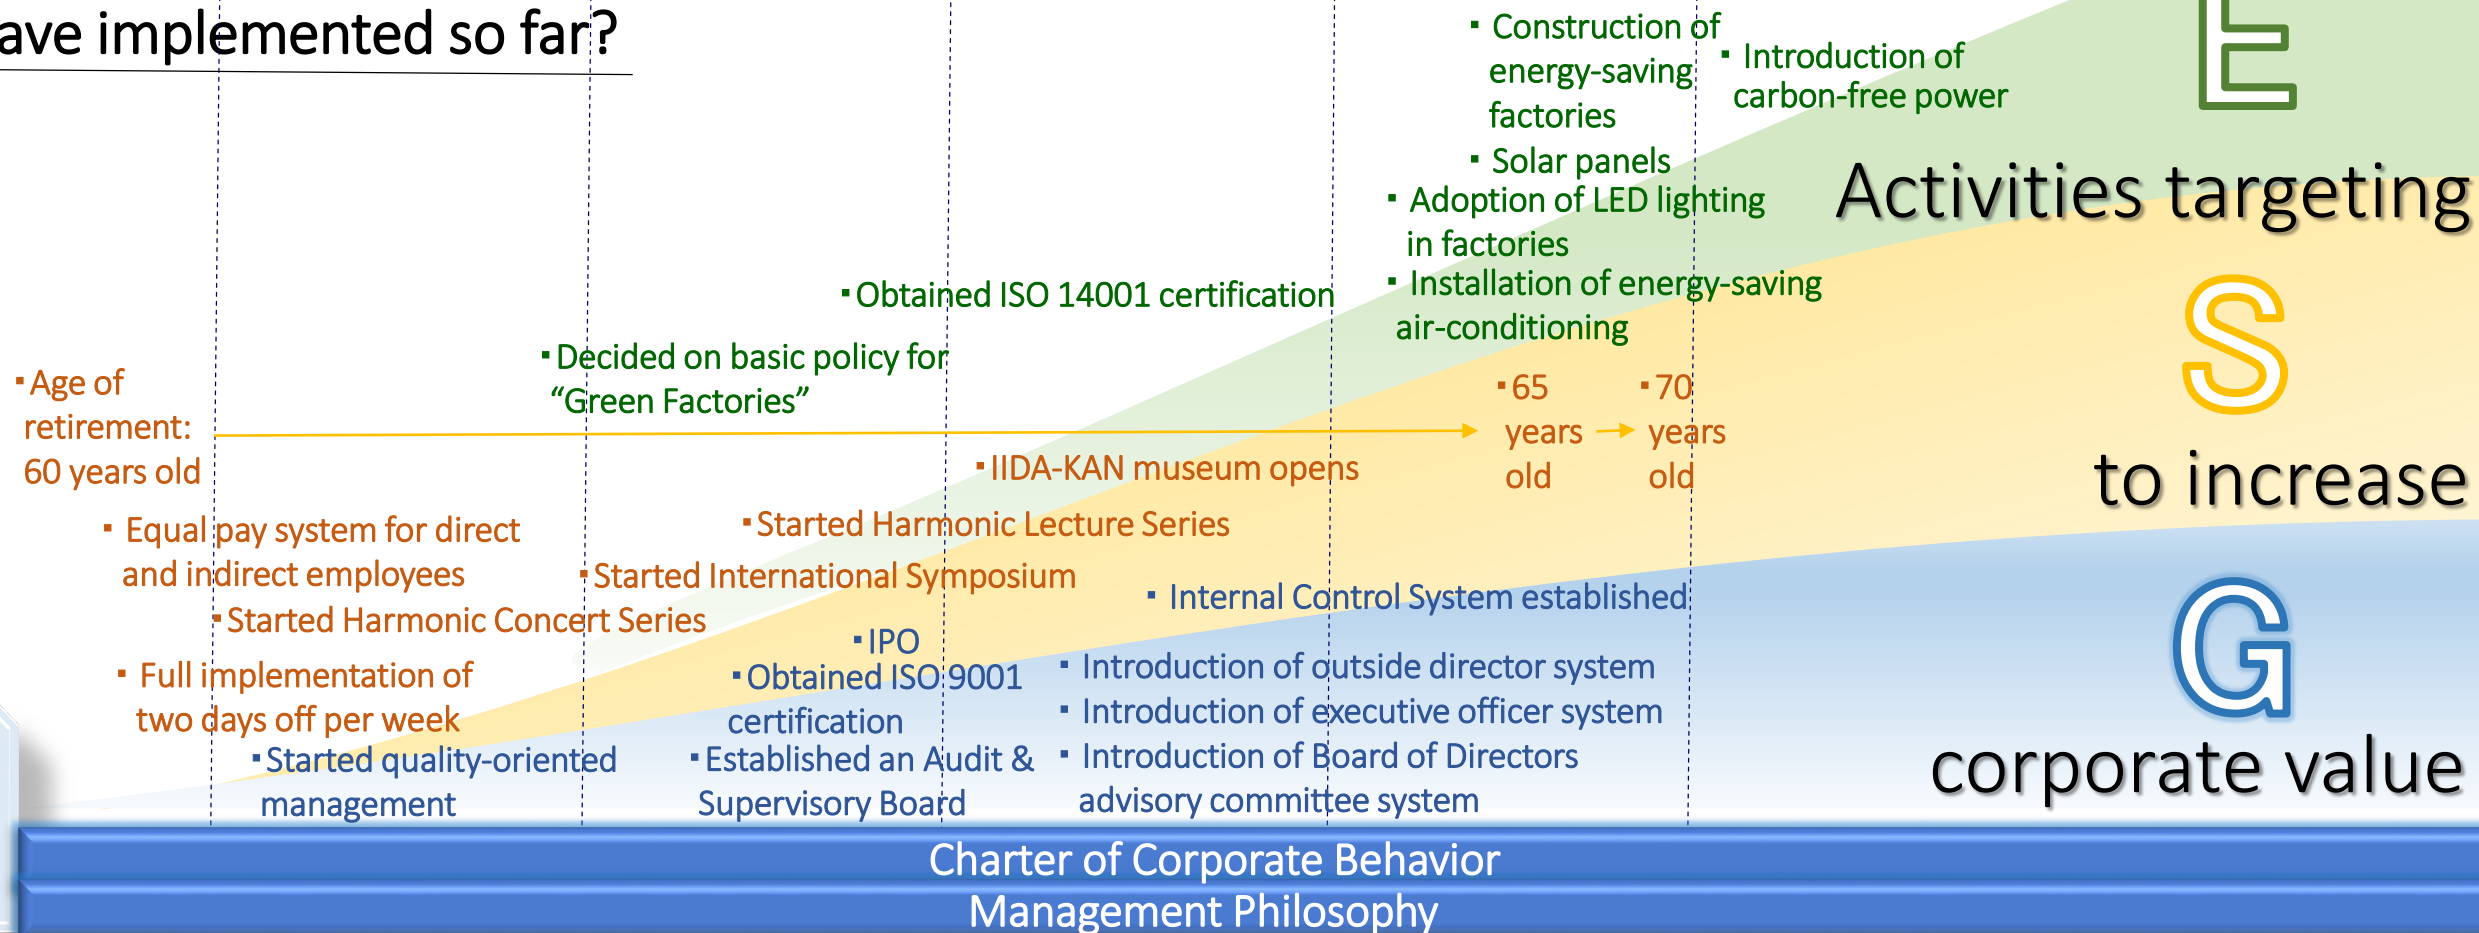 ave implemented so far?
▪ Construction of
energy-saving
factories
▪ Solar panels
▪ Introduction of
carbon-free power
E
▪ Adoption of LED lighting
in factories
▪ Installation of energy-saving
air-conditioning
Activities targeting
▪Obtained ISO 14001 certification
▪Decided on basic policy for
“Green Factories”
S
▪Age of
retirement:
60 years old
▪65
years
old
▪70
years
old
▪IIDA-KAN museum opens
to increase
▪Started Harmonic Lecture Series
▪ Equal pay system for direct
and indirect employees
▪Started International Symposium
▪Started Harmonic Concert Series
▪ Full implementation of
two days off per week
▪ Internal Control System established
▪IPO
▪Obtained ISO 9001
certification
▪ Introduction of outside director system
▪ Introduction of executive officer system
▪ Introduction of Board of Directors
advisory committee system
▪Started quality-oriented
management
▪Established an Audit &
Supervisory Board
G
corporate value
Charter of Corporate Behavior
Management Philosophy